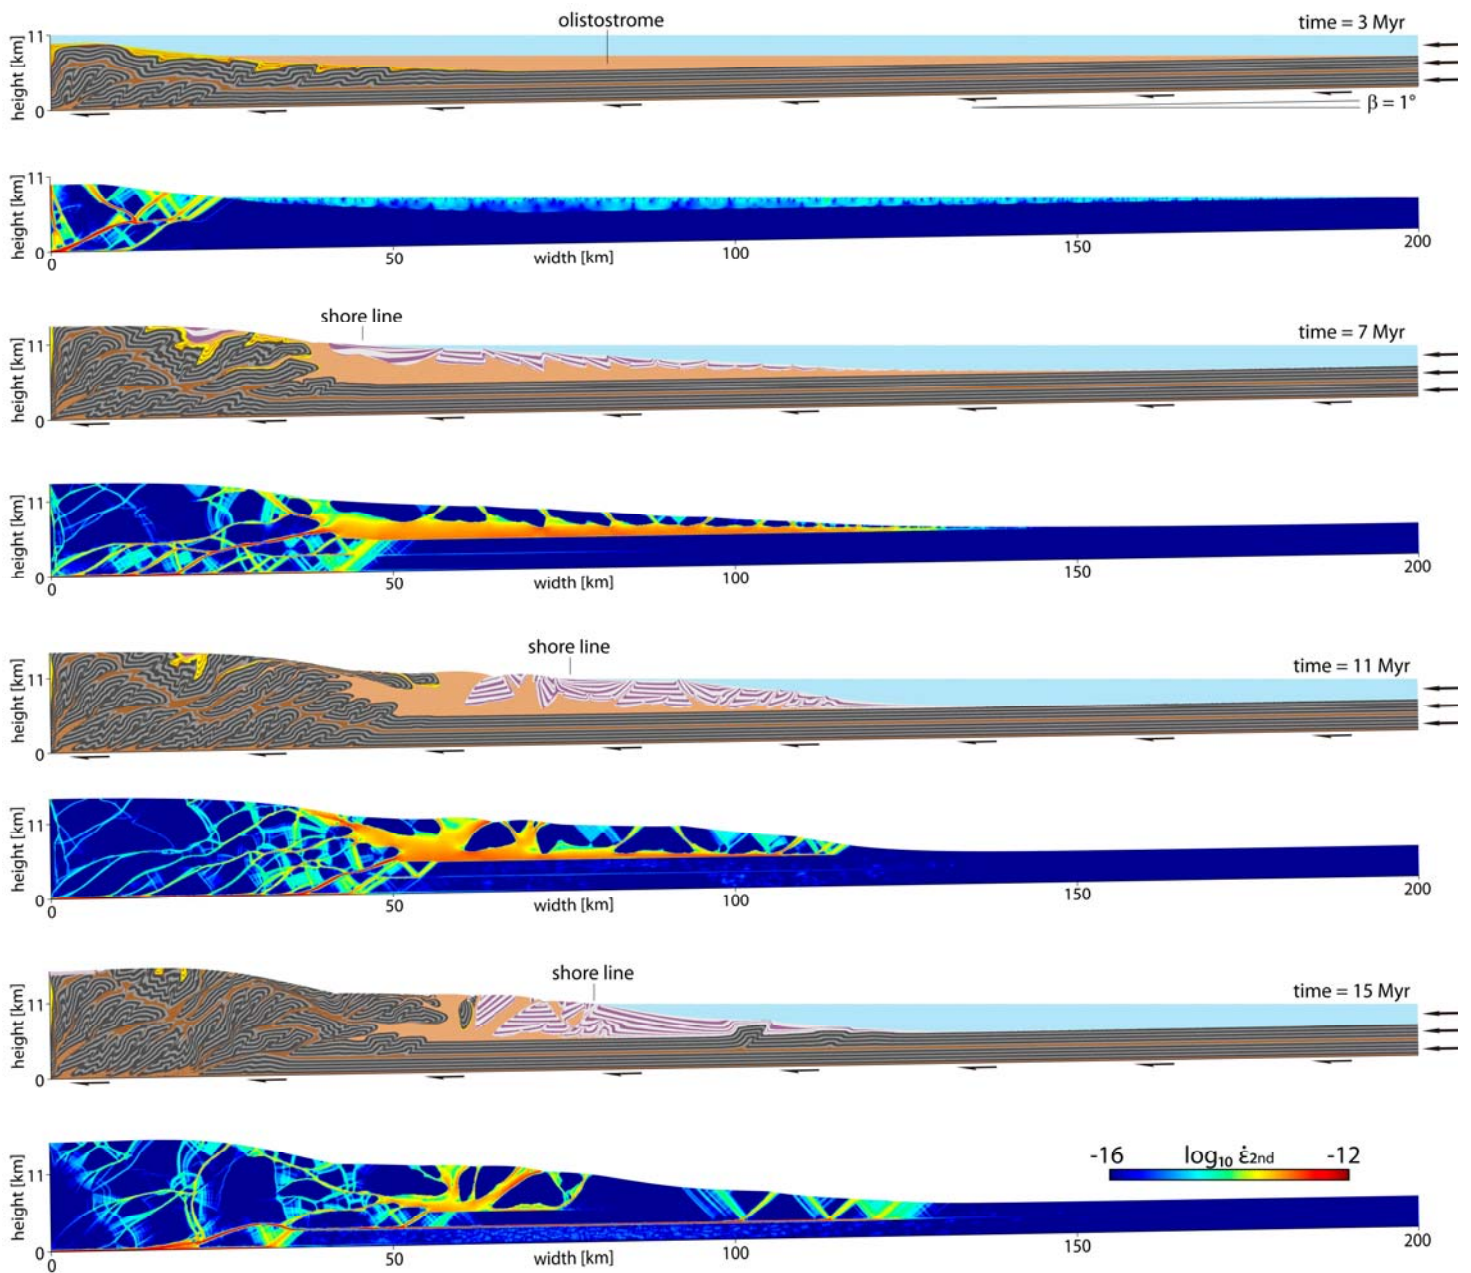 olistostrome
time = 3 Myr
11
height [km]
0
β = 1°
11
height [km]
0
0
50
width [km]
100
150
200
shore line
time = 7 Myr
11
height [km]
0
11
height [km]
0
0
50
width [km]
100
150
200
shore line
time = 11 Myr
11
height [km]
0
11
height [km]
0
0
50
width [km]
100
150
200
shore line
time = 15 Myr
11
height [km]
0
-16 log₁₀ ε̇2nd -12
11
height [km]
0
0
50
width [km]
100
150
200